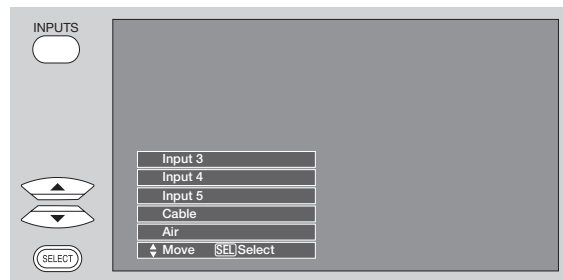 INPUTS
Input 3
Input 4
Input 5
Cable
Air
Move SEL Select
SELECT